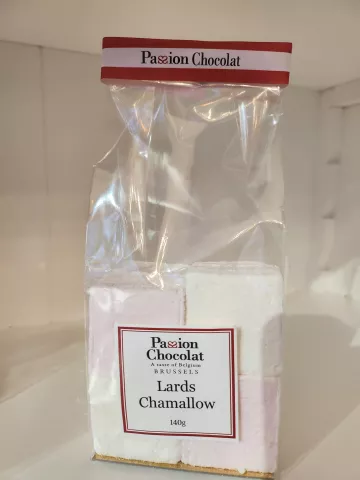 Passion Chocolat
Passion
Chocolat
A taste of Belgium
BRUSSELS
Lards
Chamallow
140g